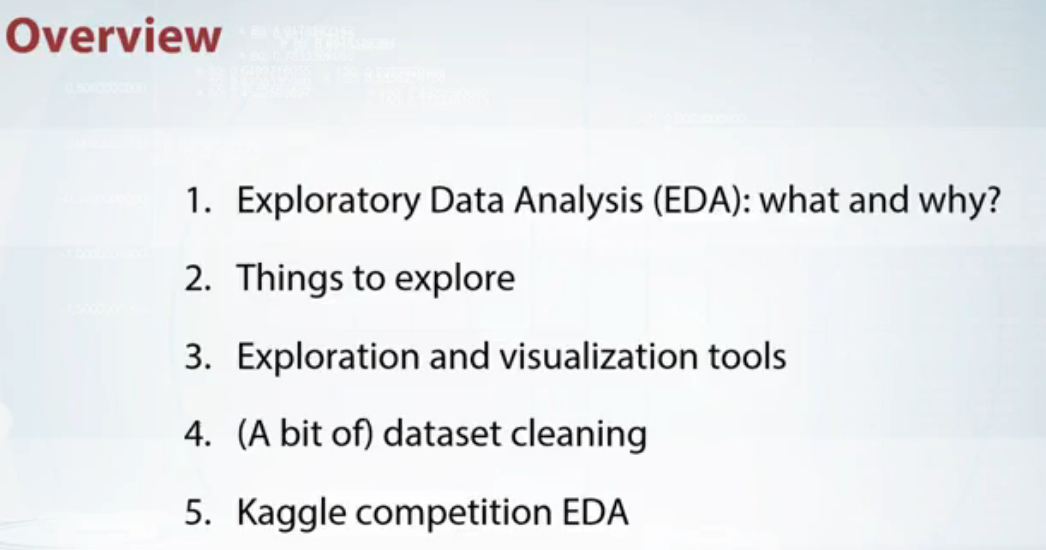 Overview
1. Exploratory Data Analysis (EDA): what and why?
2. Things to explore
3. Exploration and visualization tools
4. (A bit of) dataset cleaning
5. Kaggle competition EDA